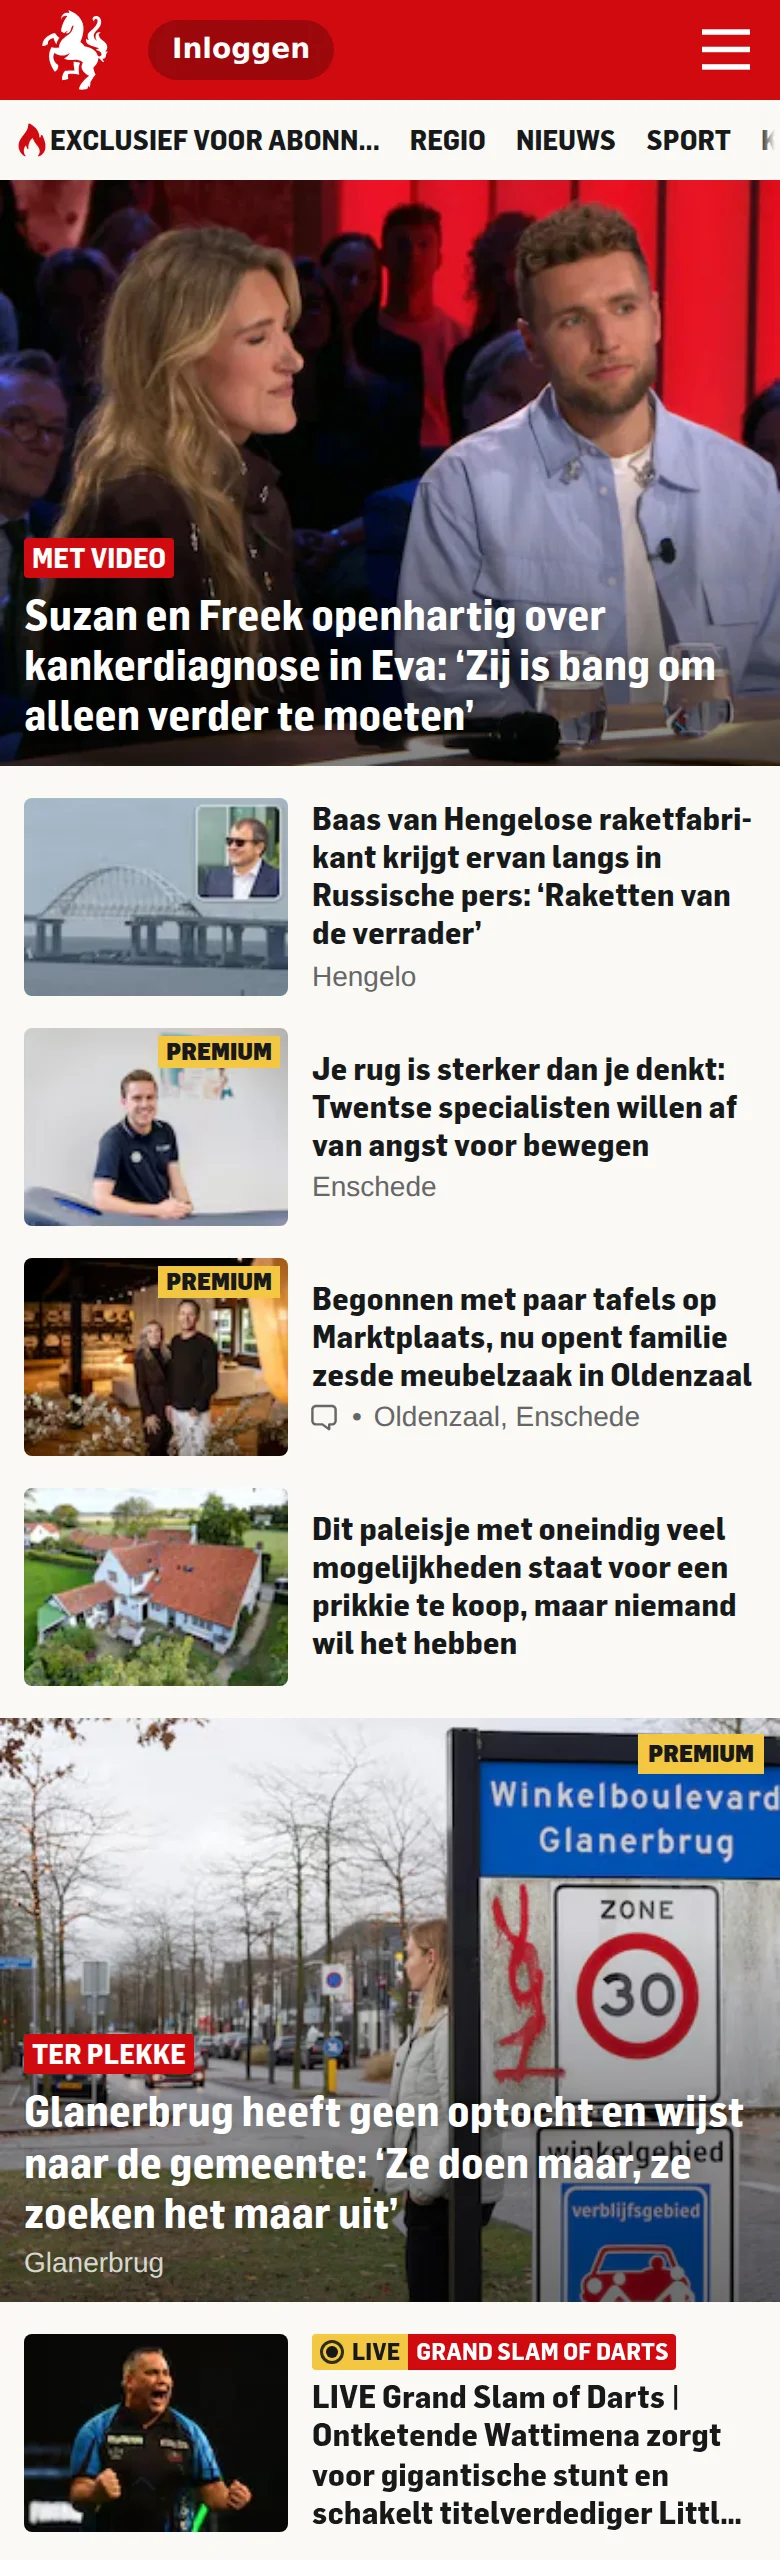 Inloggen
EXCLUSIEF VOOR ABONN... REGIO NIEUWS SPORT
MET VIDEO
Suzan en Freek openhartig over
kankerdiagnose in Eva: ‘Zij is bang om
alleen verder te moeten’
Baas van Hengelose raketfabri-
kant krijgt ervan langs in
Russische pers: ‘Raketten van
de verrader’
Hengelo
PREMIUM
Je rug is sterker dan je denkt:
Twentse specialisten willen af
van angst voor bewegen
Enschede
PREMIUM
Begonnen met paar tafels op
Marktplaats, nu opent familie
zesde meubelzaak in Oldenzaal
• Oldenzaal, Enschede
Dit paleisje met oneindig veel
mogelijkheden staat voor een
prikkie te koop, maar niemand
wil het hebben
PREMIUM
Winkelboulevard
Glanerbrug
ZONE
30
winkelgebied
verblijfsgebied
TER PLEKKE
Glanerbrug heeft geen optocht en wijst
naar de gemeente: ‘Ze doen maar, ze
zoeken het maar uit’
Glanerbrug
LIVE GRAND SLAM OF DARTS
LIVE Grand Slam of Darts |
Ontketende Wattimena zorgt
voor gigantische stunt en
schakelt titelverdediger Littl...